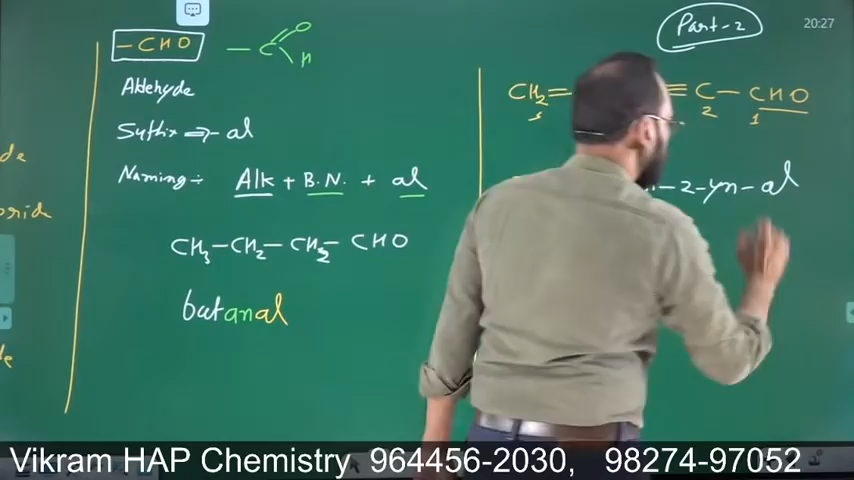 Part-2
20:27
-CHO
- C O H
CH2= ≡C-CHO
5 2 1
Aldehyde
Suffix ⇒ -al
Naming :- Alk + B.N. + al
-2-yn-al
CH3-CH2-CH2-CHO
butanal
Vikram HAP Chemistry 964456-2030, 98274-97052